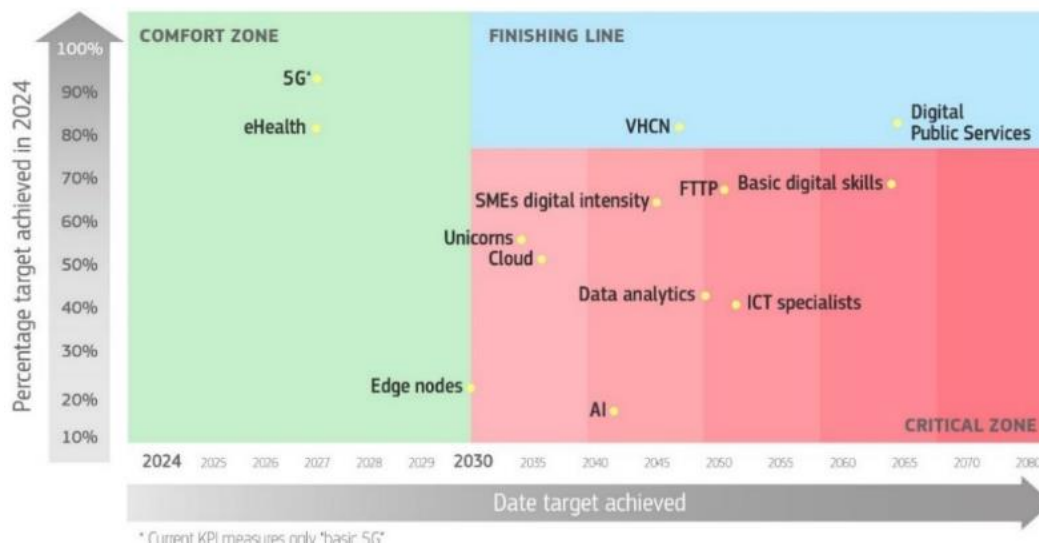 COMFORT ZONE
FINISHING LINE
100%
90%
80%
70%
60%
50%
40%
30%
20%
10%
Percentage target achieved in 2024
5G*
eHealth
VHCN
Digital
Public Services
SMEs digital intensity
FTTP
Basic digital skills
Unicorns
Cloud
Data analytics
ICT specialists
Edge nodes
AI
CRITICAL ZONE
2024 2025 2026 2027 2028 2029 2030 2035 2040 2045 2050 2055 2060 2065 2070 2080
Date target achieved
* Current KPI measures only "basic 5G"